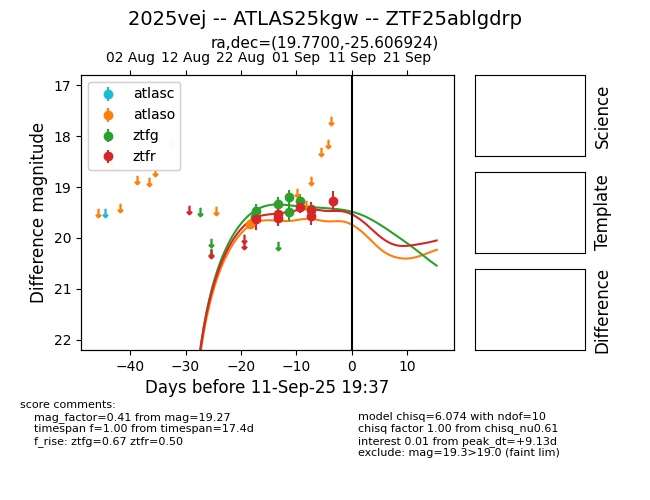 2025vej -- ATLAS25kgw -- ZTF25ablgdrp
ra,dec=(19.7700,-25.606924)
02 Aug 12 Aug 22 Aug 01 Sep 11 Sep 21 Sep
17
18
19
20
21
22
Difference magnitude
atlasc
atlaso
ztfg
ztfr
−40 −30 −20 −10 0 10
Days before 11-Sep-25 19:37
Science
Template
Difference
score comments:
mag_factor=0.41 from mag=19.27
timespan f=1.00 from timespan=17.4d
f_rise: ztfg=0.67 ztfr=0.50
model chisq=6.074 with ndof=10
chisq factor 1.00 from chisq_nu0.61
interest 0.01 from peak_dt=+9.13d
exclude: mag=19.3>19.0 (faint lim)